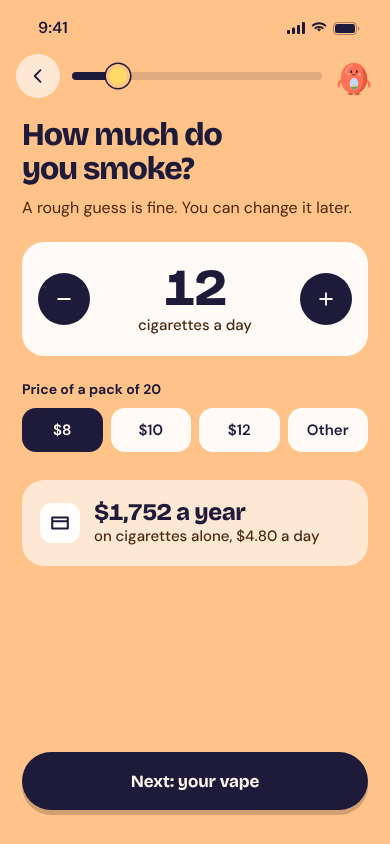 9:41
How much do
you smoke?
A rough guess is fine. You can change it later.
12
cigarettes a day
Price of a pack of 20
$8
$10
$12
Other
$1,752 a year
on cigarettes alone, $4.80 a day
Next: your vape